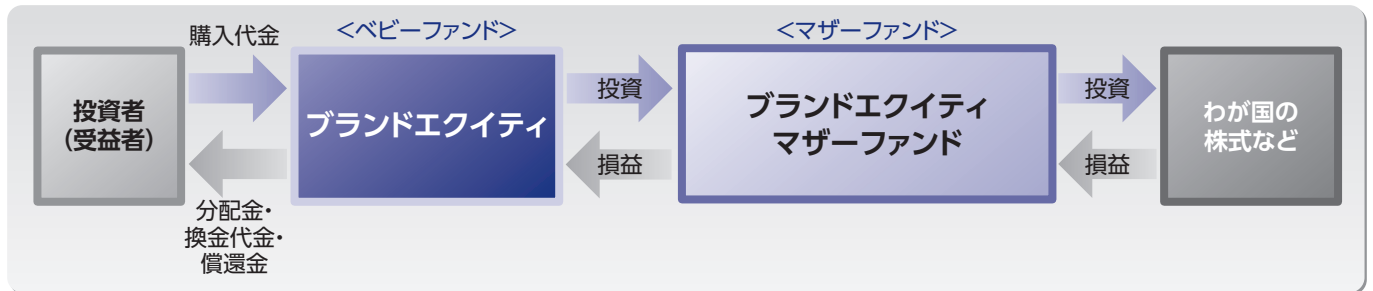 購入代金
<ベビーファンド>
<マザーファンド>
投資者
(受益者)
ブランドエクイティ
投資
損益
ブランドエクイティ
マザーファンド
投資
損益
わが国の
株式など
分配金・
換金代金・
償還金